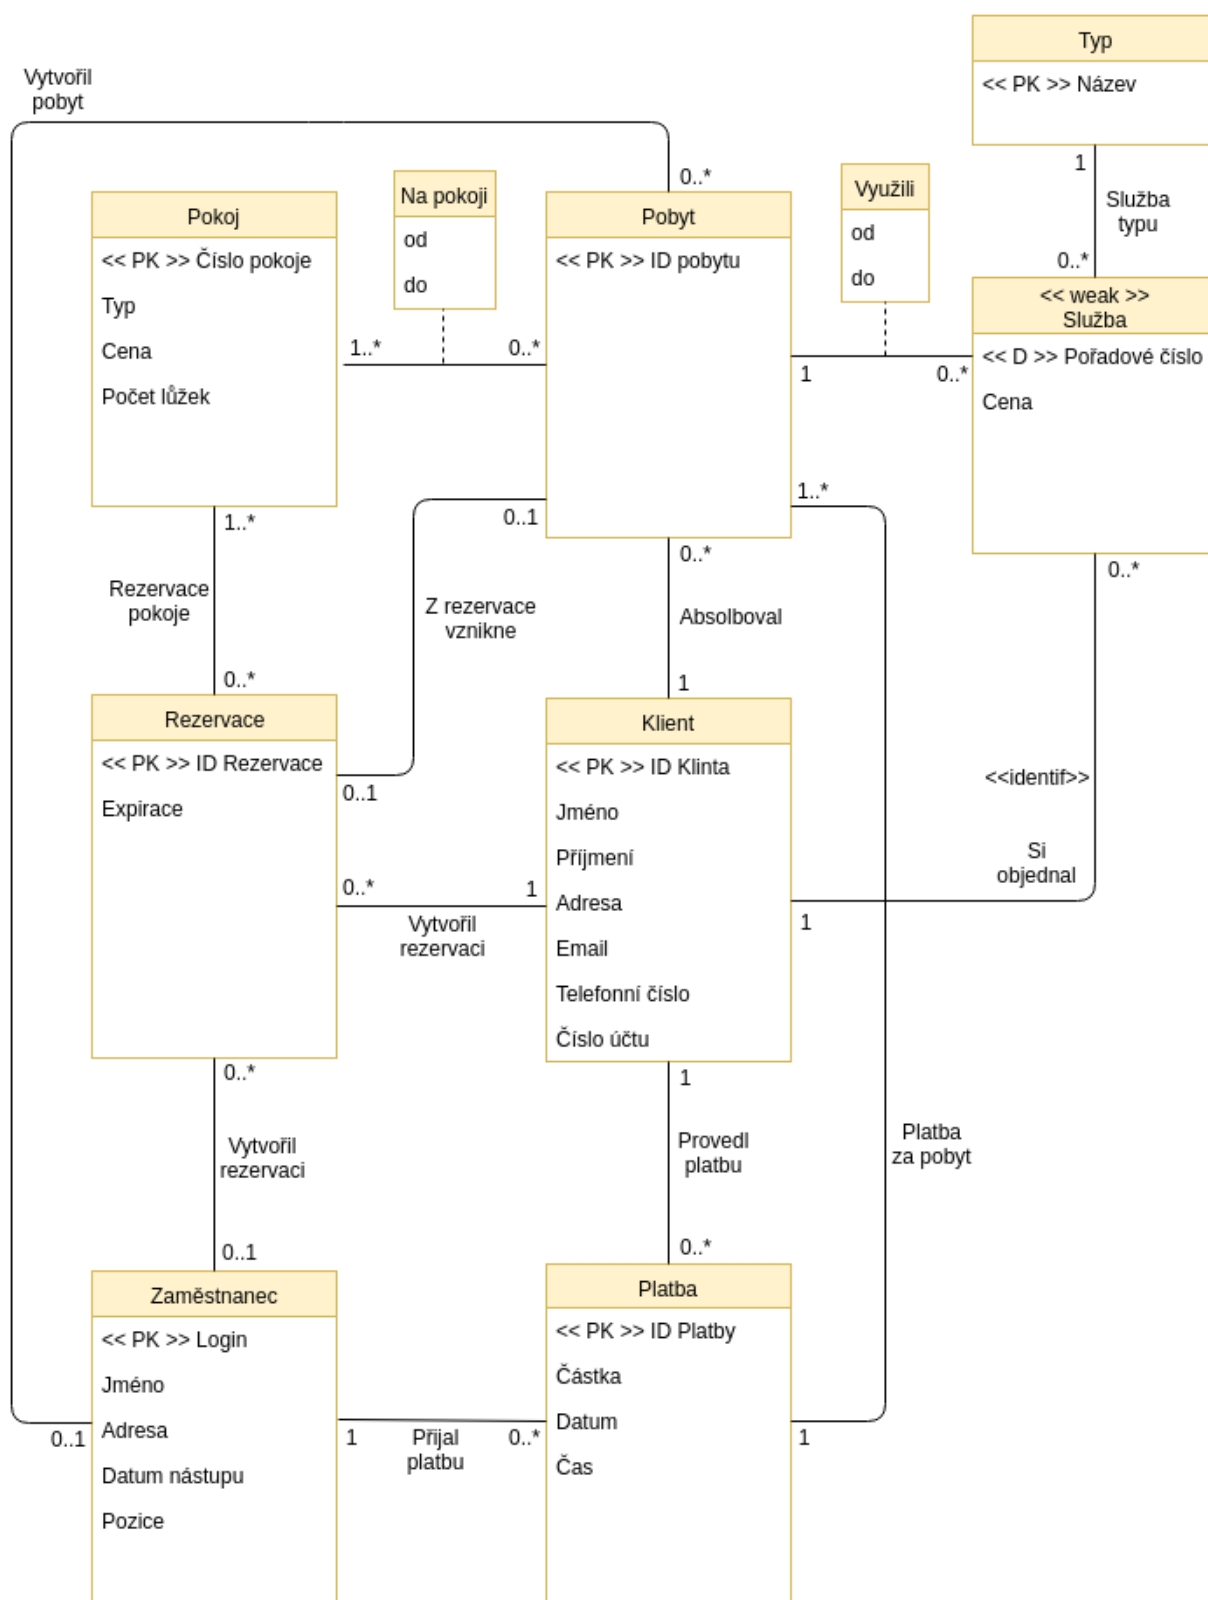 Typ
<< PK >> Název
1
Služba
typu
0..*
Vytvořil
pobyt
0..*
Na pokoji
od
do
Využili
od
do
Pokoj
<< PK >> Číslo pokoje
Typ
Cena
Počet lůžek
1..*
0..*
Pobyt
<< PK >> ID pobytu
1
0..*
<< weak >>
Služba
<< D >> Pořadové číslo
Cena
1..*
0..1
1..*
0..*
0..*
Rezervace
pokoje
Z rezervace
vznikne
Absolboval
0..*
1
Rezervace
<< PK >> ID Rezervace
Expirace
0..1
0..*
1
Vytvořil
rezervaci
Klient
<< PK >> ID Klinta
Jméno
Příjmení
Adresa
Email
Telefonní číslo
Číslo účtu
<<identif>>
Si
objednal
1
0..*
1
Vytvořil
rezervaci
Provedl
platbu
Platba
za pobyt
0..1
0..*
Zaměstnanec
<< PK >> Login
Jméno
Adresa
Datum nástupu
Pozice
0..1
1
Přijal
platbu
0..*
Platba
<< PK >> ID Platby
Částka
Datum
Čas
1